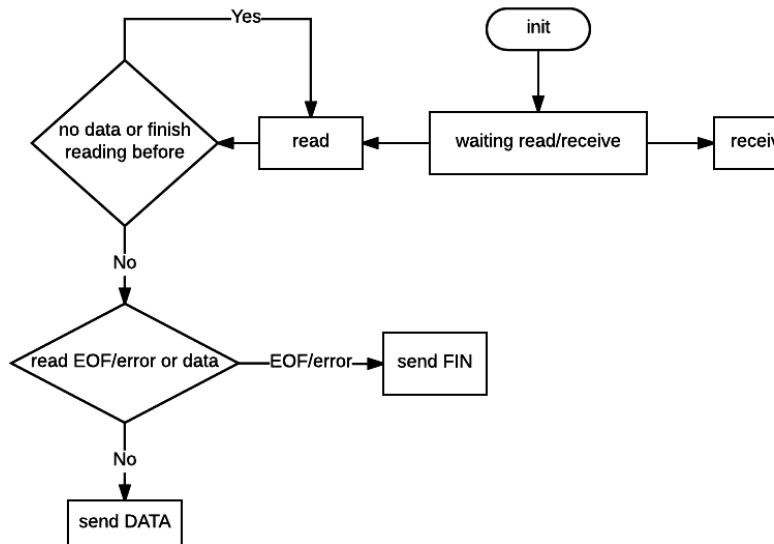 Yes
init
no data or finish
reading before
read
waiting read/receive
receiv
No
read EOF/error or data
EOF/error
send FIN
No
send DATA